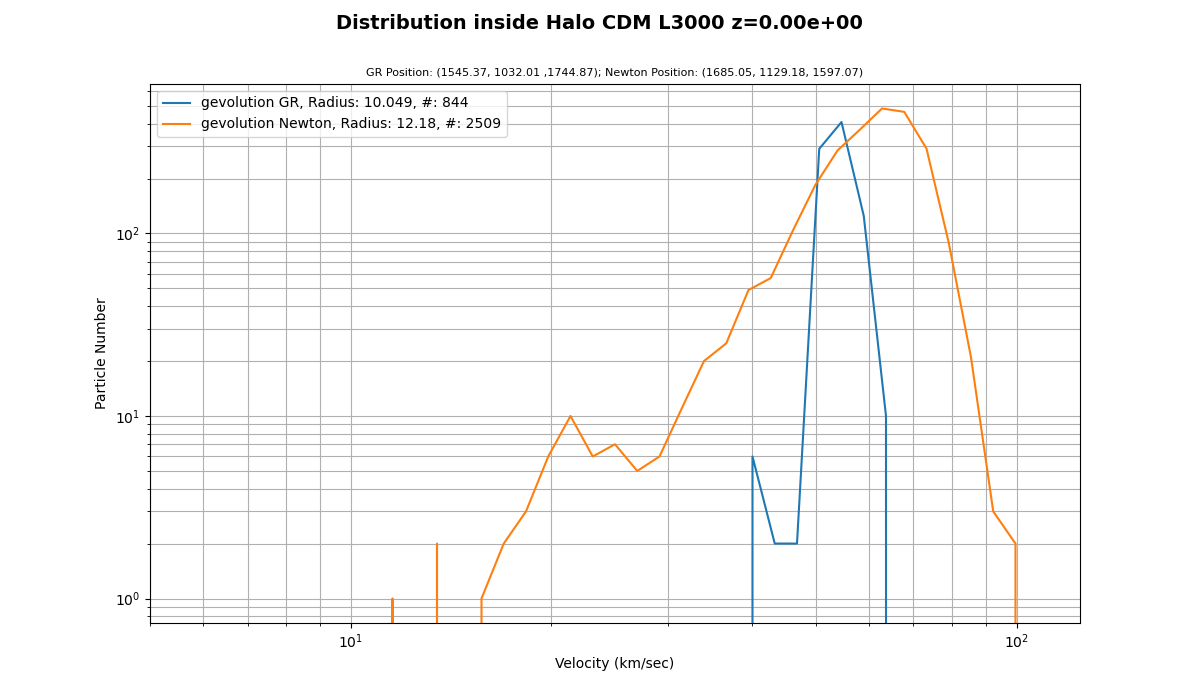 Distribution inside Halo CDM L3000 z=0.00e+00
GR Position: (1545.37, 1032.01 ,1744.87); Newton Position: (1685.05, 1129.18, 1597.07)
gevolution GR, Radius: 10.049, #: 844
gevolution Newton, Radius: 12.18, #: 2509
Particle Number
10²
10¹
10⁰
10¹
10²
Velocity (km/sec)